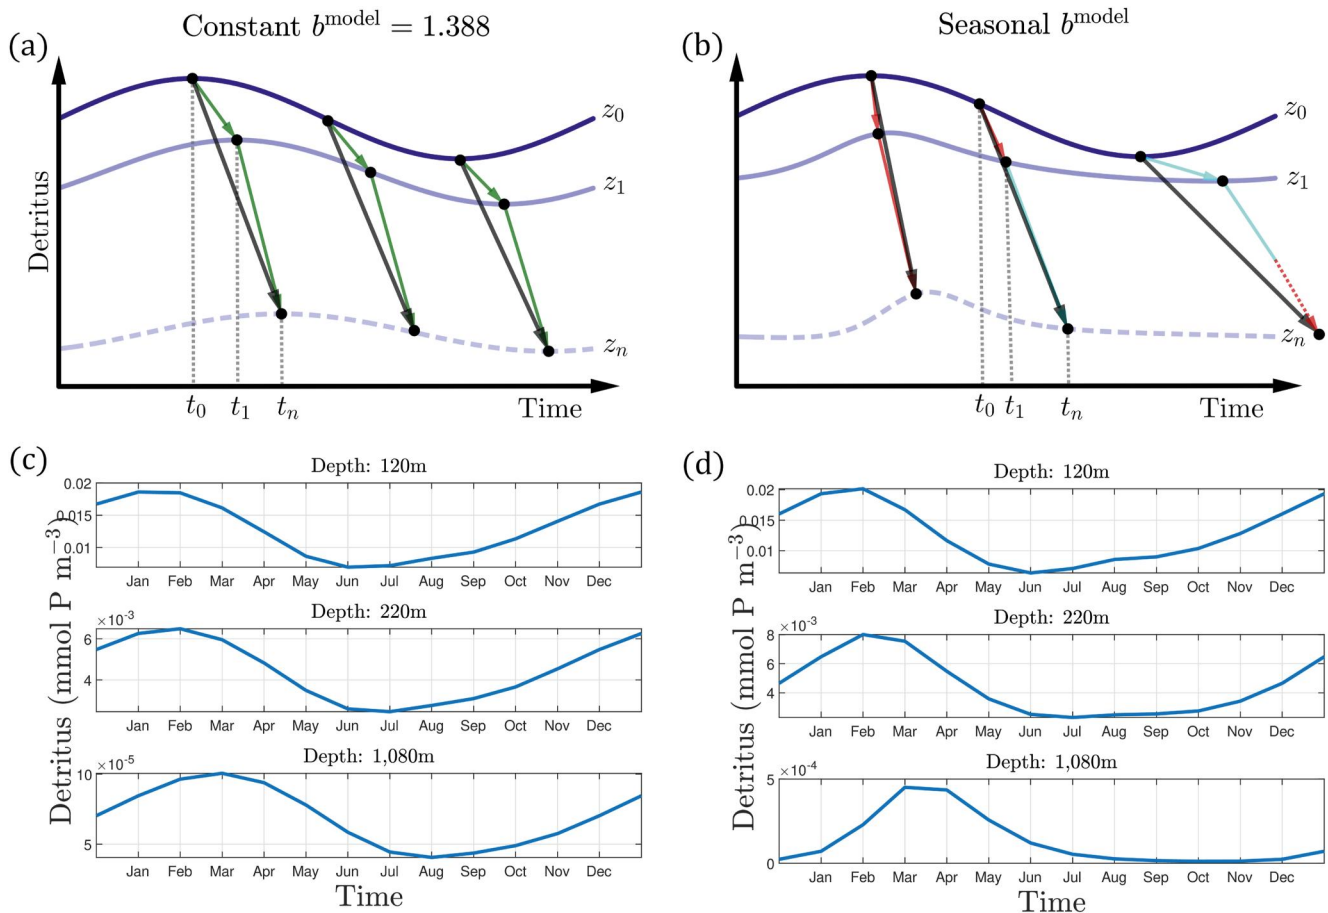 (a) Constant b^model = 1.388
Detritus
z₀
z₁
zₙ
t₀ t₁ tₙ Time
(b) Seasonal b^model
z₀
z₁
zₙ
t₀ t₁ tₙ Time
(c)
Detritus (mmol P m⁻³)
Depth: 120m
0.02
0.015
0.01
Jan Feb Mar Apr May Jun Jul Aug Sep Oct Nov Dec
Depth: 220m
×10⁻³
6
4
Jan Feb Mar Apr May Jun Jul Aug Sep Oct Nov Dec
Depth: 1,080m
×10⁻⁵
10
5
Jan Feb Mar Apr May Jun Jul Aug Sep Oct Nov Dec
Time
(d)
Detritus (mmol P m⁻³)
Depth: 120m
0.02
0.015
0.01
Jan Feb Mar Apr May Jun Jul Aug Sep Oct Nov Dec
Depth: 220m
×10⁻³
8
6
4
Jan Feb Mar Apr May Jun Jul Aug Sep Oct Nov Dec
Depth: 1,080m
×10⁻⁴
5
0
Jan Feb Mar Apr May Jun Jul Aug Sep Oct Nov Dec
Time